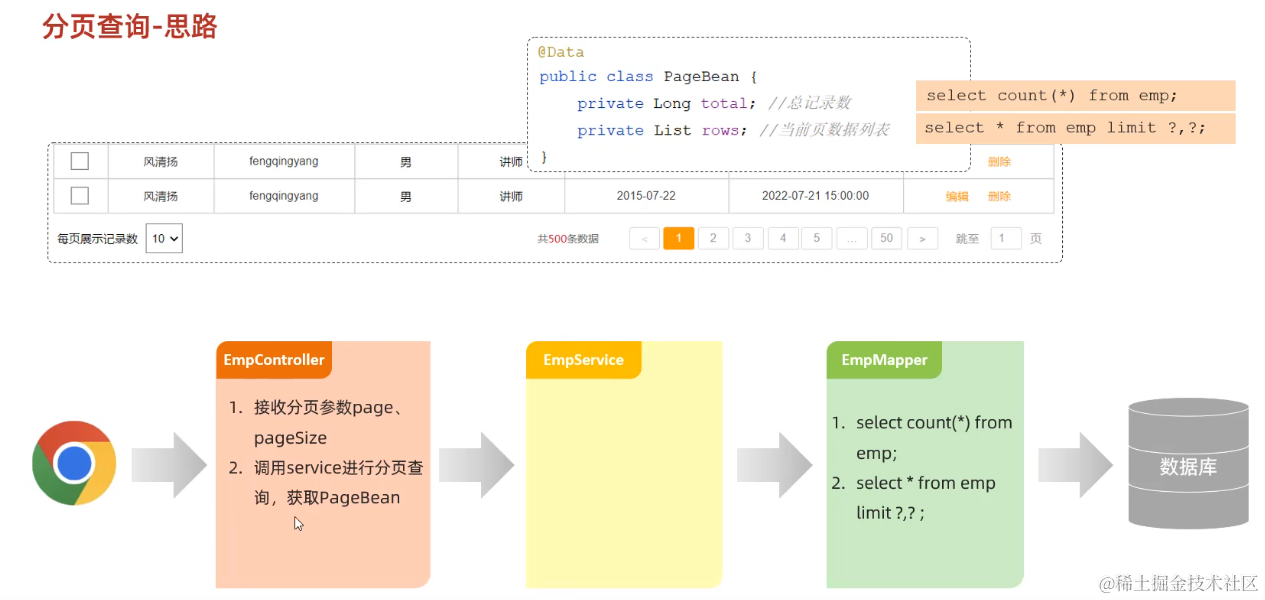 分页查询-思路
@Data
public class PageBean {
private Long total; //总记录数
private List rows; //当前页数据列表
}
select count(*) from emp;
select * from emp limit ?,?;
风清扬 fengqingyang 男 讲师 删除
风清扬 fengqingyang 男 讲师 2015-07-22 2022-07-21 15:00:00 编辑 删除
每页展示记录数 10 共500条数据 < 1 2 3 4 5 ... 50 > 跳至 1 页
EmpController
1. 接收分页参数page、
pageSize
2. 调用service进行分页查
询，获取PageBean
EmpService
EmpMapper
1. select count(*) from
emp;
2. select * from emp
limit ?,? ;
数据库
@稀土掘金技术社区